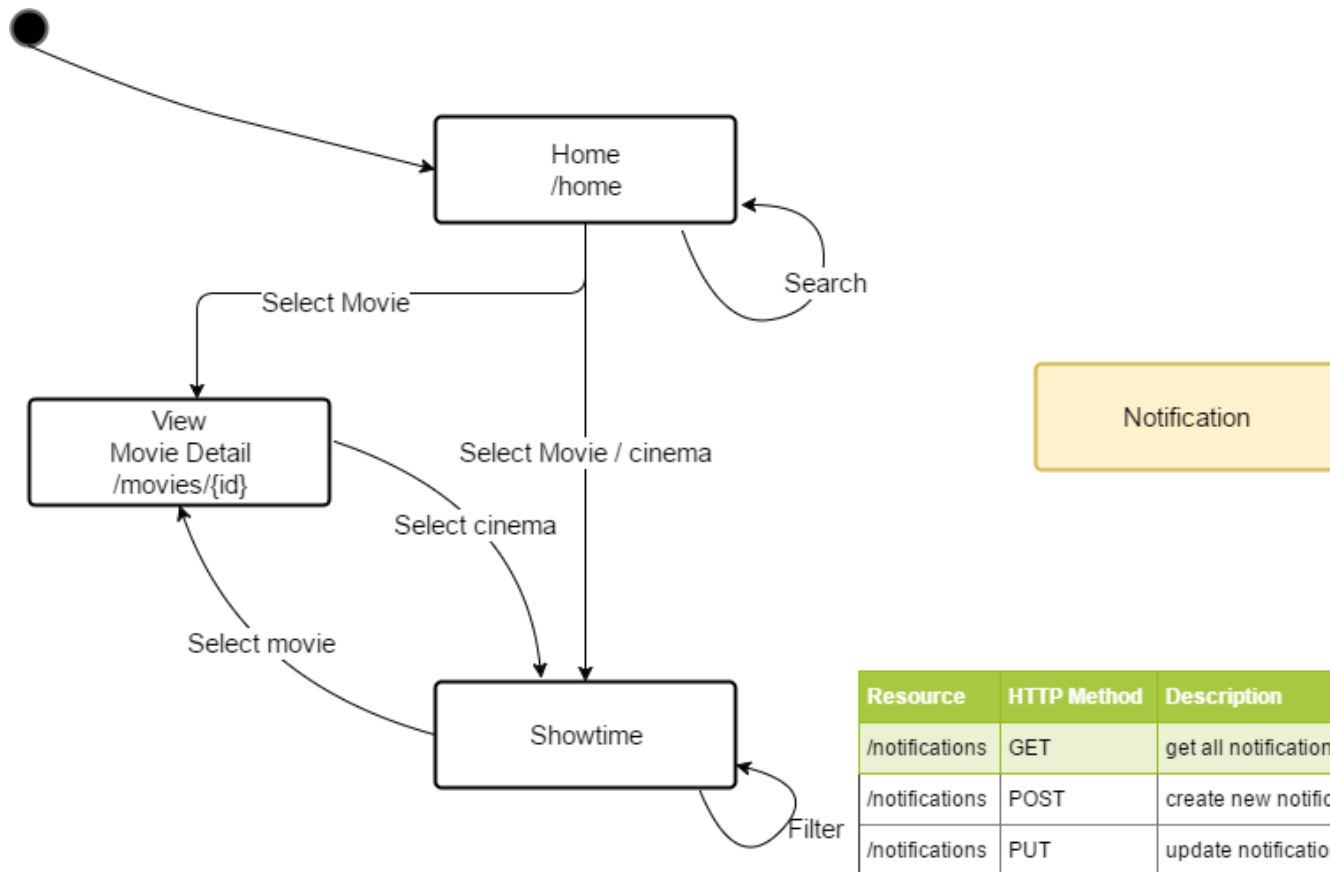 Home
/home
Search
Select Movie
View
Movie Detail
/movies/{id}
Notification
Select Movie / cinema
Select cinema
Select movie
Showtime
Filter
Resource HTTP Method Description
/notifications GET get all notification
/notifications POST create new notific
/notifications PUT update notification